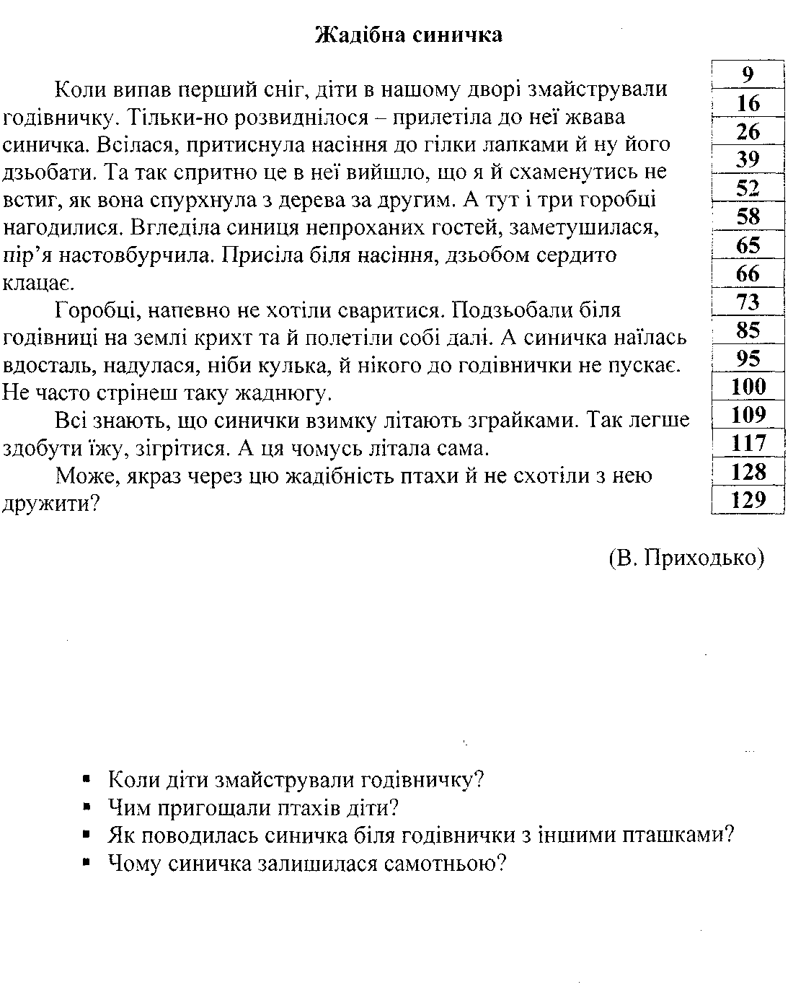 Жадібна синичка
Коли випав перший сніг, діти в нашому дворі змайстрували 9
годівничку. Тільки-но розвиднілося – прилетіла до неї жвава 16
синичка. Всілася, притиснула насіння до гілки лапками й ну його 26
дзьобати. Та так спритно це в неї вийшло, що я й схаменутись не 39
встиг, як вона спурхнула з дерева за другим. А тут і три горобці 52
нагодилися. Вгледіла синиця непроханих гостей, заметушилася, 58
пір’я настовбурчила. Присіла біля насіння, дзьобом сердито 65
клацає. 66
Горобці, напевно не хотіли сваритися. Подзьобали біля 73
годівниці на землі крихт та й полетіли собі далі. А синичка наїлась 85
вдосталь, надулася, ніби кулька, й нікого до годівнички не пускає. 95
Не часто стрінеш таку жаднюгу. 100
Всі знають, що синички взимку літають зграйками. Так легше 109
здобути їжу, зігрітися. А ця чомусь літала сама. 117
Може, якраз через цю жадібність птахи й не схотіли з нею 128
дружити? 129
(В. Приходько)
▪ Коли діти змайстрували годівничку?
▪ Чим пригощали птахів діти?
▪ Як поводилась синичка біля годівнички з іншими пташками?
▪ Чому синичка залишилася самотньою?